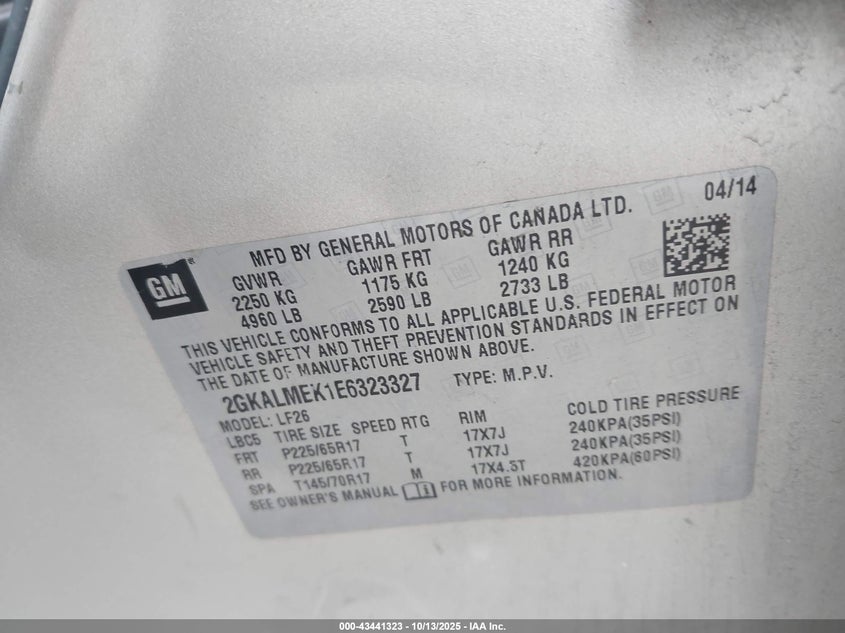 GM
MFD BY GENERAL MOTORS OF CANADA LTD. 04/14
GVWR GAWR FRT GAWR RR
2250 KG 1175 KG 1240 KG
4960 LB 2590 LB 2733 LB
THIS VEHICLE CONFORMS TO ALL APPLICABLE U.S. FEDERAL MOTOR
VEHICLE SAFETY AND THEFT PREVENTION STANDARDS IN EFFECT ON
THE DATE OF MANUFACTURE SHOWN ABOVE.
2GKALMEK1E6323327 TYPE: M.P.V.
MODEL: LF26
LBC5 TIRE SIZE SPEED RTG RIM COLD TIRE PRESSURE
FRT P225/65R17 T 17X7J 240KPA(35PSI)
RR P225/65R17 T 17X7J 240KPA(35PSI)
SPA T145/70R17 M 17X4.5T 420KPA(60PSI)
SEE OWNER'S MANUAL FOR MORE INFORMATION.
000-43441323 - 10/13/2025 - IAA Inc.